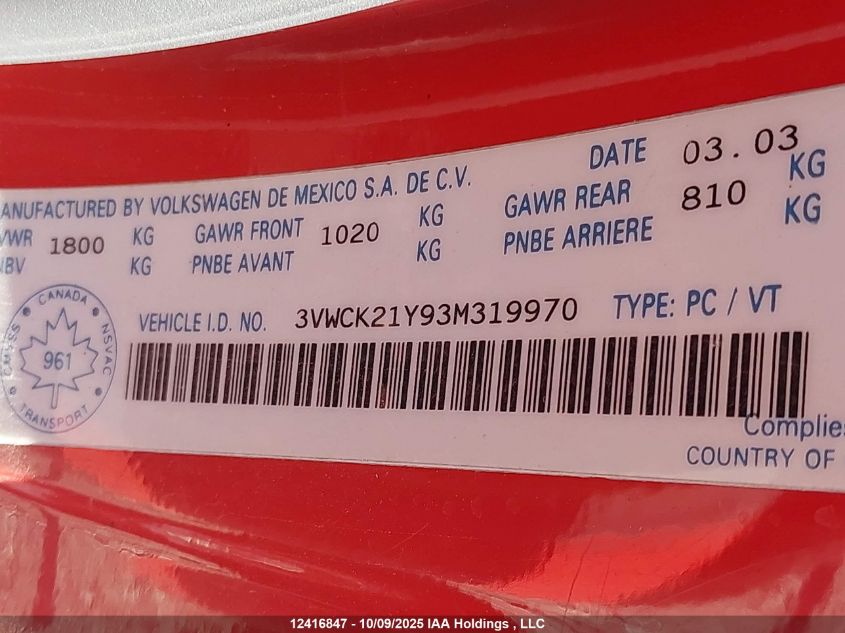 DATE 03.03
ANUFACTURED BY VOLKSWAGEN DE MEXICO S.A. DE C.V.
VWR 1800 KG GAWR FRONT 1020 KG GAWR REAR 810 KG
NBV KG PNBE AVANT KG PNBE ARRIERE KG
VEHICLE I.D. NO. 3VWCK21Y93M319970 TYPE: PC / VT
CANADA
NSVAC
961
TRANSPORT
Complies
COUNTRY OF
12416847 - 10/09/2025 IAA Holdings , LLC